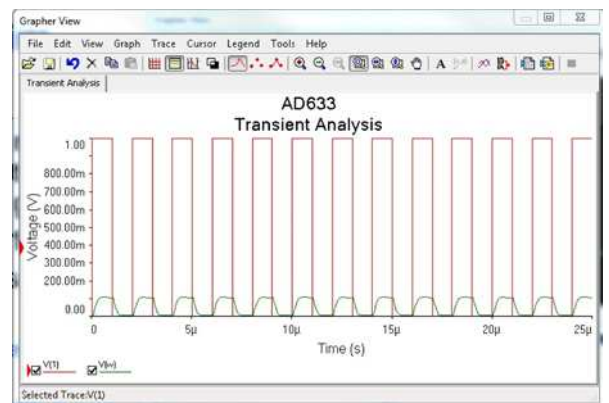 Grapher View
File Edit View Graph Trace Cursor Legend Tools Help
A
Transient Analysis
AD633
Transient Analysis
Voltage (V)
1.00
800.00m
700.00m
600.00m
500.00m
400.00m
300.00m
200.00m
0.00
0 5µ 10µ 15µ 20µ 25µ
Time (s)
V(1) V(w)
Selected Trace:V(1)